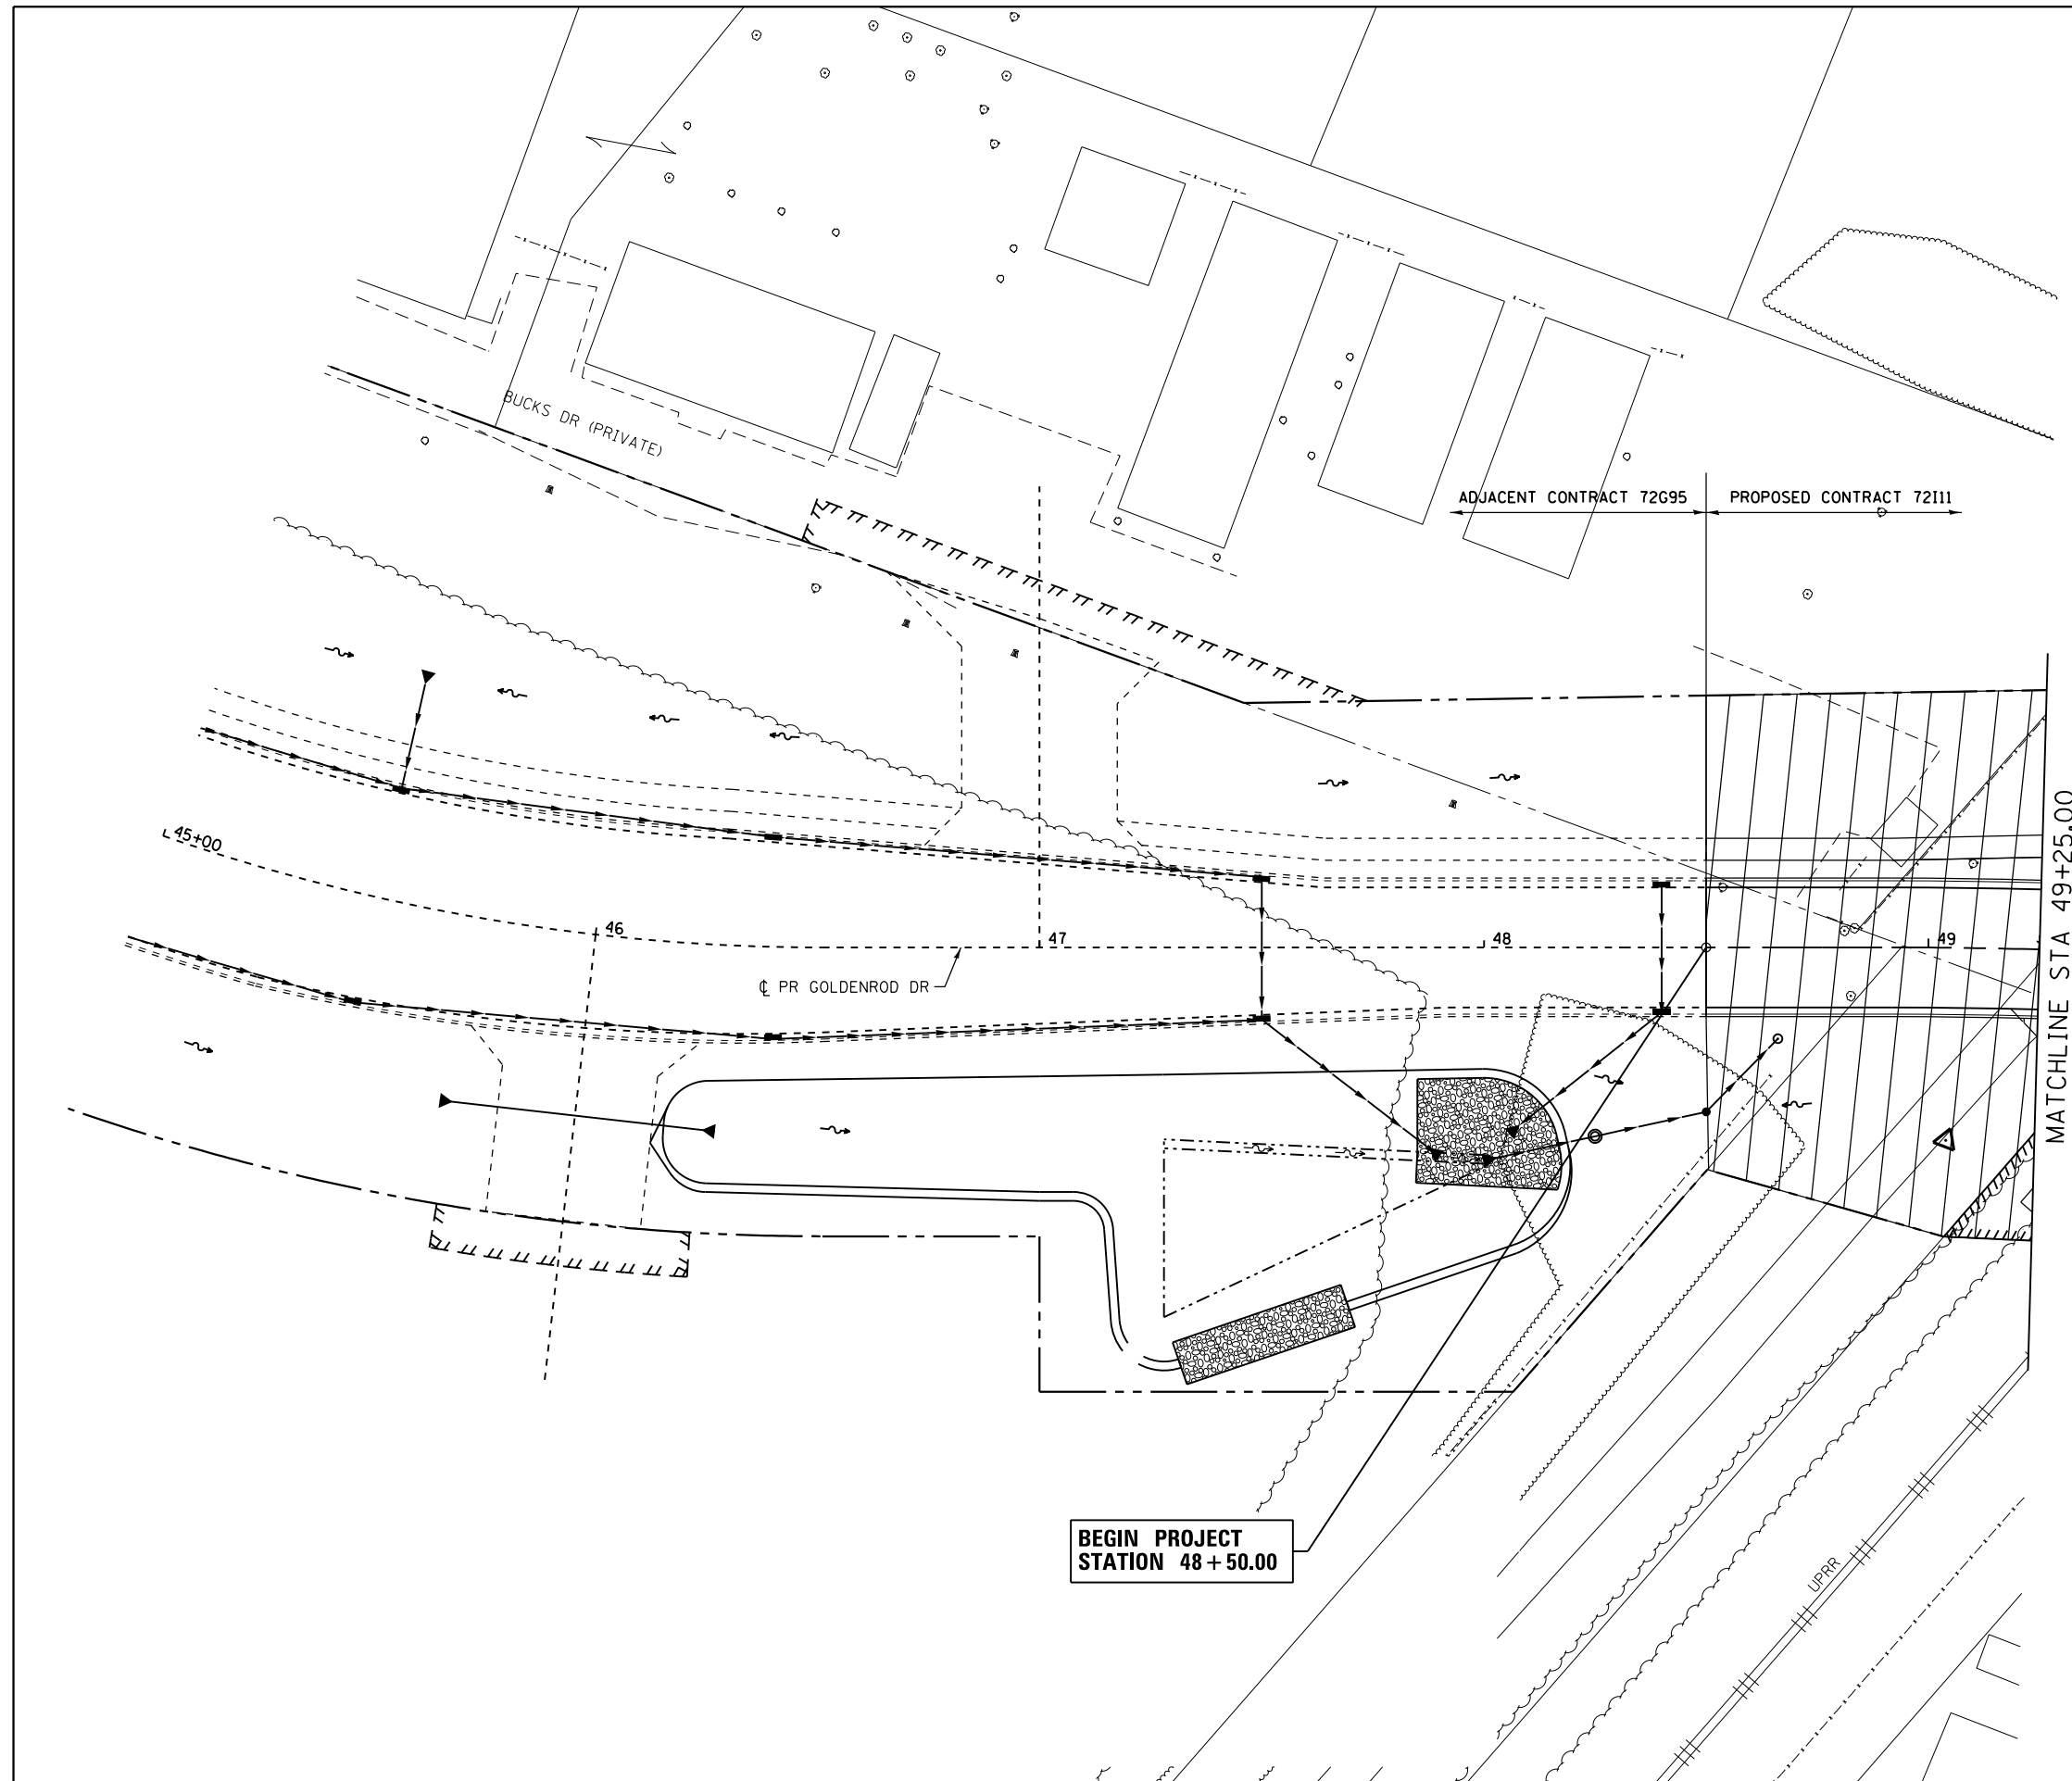 BUCKS DR (PRIVATE)
ADJACENT CONTRACT 72G95
PROPOSED CONTRACT 72I11
45+00
46
47
48
49
℄ PR GOLDENROD DR
MATCHLINE STA 49+25.00
BEGIN PROJECT
STATION 48+50.00
UPRR